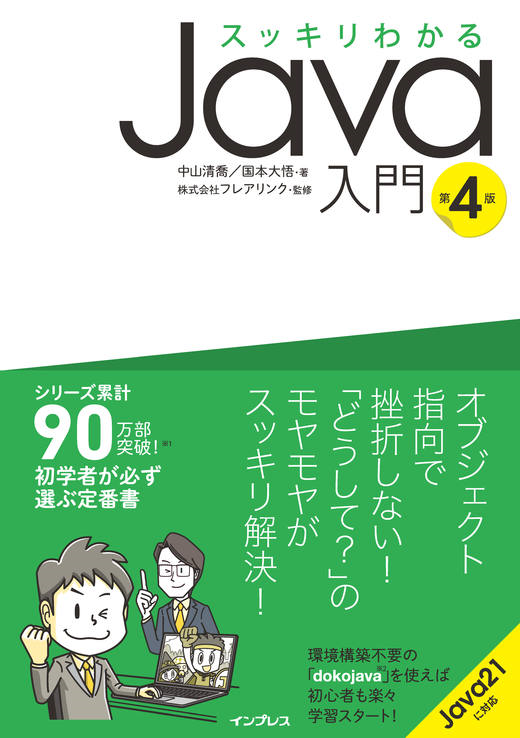 スッキリわかる
Java
入門
第4版
中山清喬／国本大悟・著
株式会社フレアリンク・監修
オブジェクト
指向で
挫折しない！
「どうして？」の
モヤモヤが
スッキリ解決！
シリーズ累計
90万部突破！※1
初学者が必ず
選ぶ定番書
環境構築不要の
「dokojava※2」を使えば
初心者も楽々
学習スタート！
Java21
に対応
インプレス